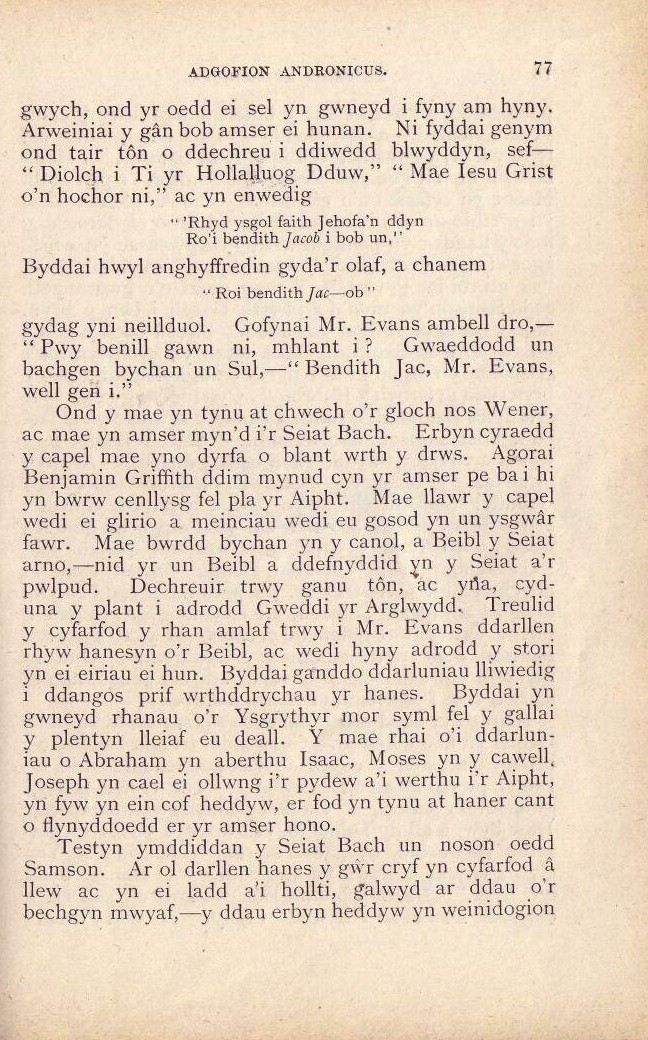 ADGOFION ANDRONICUS. 77
gwych, ond yr oedd ei sel yn gwneyd i fyny am hyny.
Arweiniai y gân bob amser ei hunan. Ni fyddai genym
ond tair tôn o ddechreu i ddiwedd blwyddyn, sef—
“ Diolch i Ti yr Hollalluog Dduw,” “ Mae Iesu Grist
o'n hochor ni,” ac yn enwedig
“ 'Rhyd ysgol faith Jehofa'n ddyn
Ro'i bendith Jacob i bob un,”
Byddai hwyl anghyffredin gyda'r olaf, a chanem
“ Roi bendith Jac—ob ”
gydag yni neillduol. Gofynai Mr. Evans ambell dro,—
“ Pwy benill gawn ni, mhlant i ? Gwaeddodd un
bachgen bychan un Sul,—“ Bendith Jac, Mr. Evans,
well gen i.”
Ond y mae yn tynu at chwech o'r gloch nos Wener,
ac mae yn amser myn'd i'r Seiat Bach. Erbyn cyraedd
y capel mae yno dyrfa o blant wrth y drws. Agorai
Benjamin Griffith ddim mynud cyn yr amser pe ba i hi
yn bwrw cenllysg fel pla yr Aipht. Mae llawr y capel
wedi ei glirio a meinciau wedi eu gosod yn un ysgwâr
fawr. Mae bwrdd bychan yn y canol, a Beibl y Seiat
arno,—nid yr un Beibl a ddefnyddid yn y Seiat a'r
pwlpud. Dechreuir trwy ganu tôn, ac yna, cyd-
una y plant i adrodd Gweddi yr Arglwydd. Treulid
y cyfarfod y rhan amlaf trwy i Mr. Evans ddarllen
rhyw hanesyn o'r Beibl, ac wedi hyny adrodd y stori
yn ei eiriau ei hun. Byddai ganddo ddarluniau lliwiedig
i ddangos prif wrthddrychau yr hanes. Byddai yn
gwneyd rhanau o'r Ysgrythyr mor syml fel y gallai
y plentyn lleiaf eu deall. Y mae rhai o'i ddarlun-
iau o Abraham yn aberthu Isaac, Moses yn y cawell,
Joseph yn cael ei ollwng i'r pydew a'i werthu i'r Aipht,
yn fyw yn ein cof heddyw, er fod yn tynu at haner cant
o flynyddoedd er yr amser hono.
Testyn ymddiddan y Seiat Bach un noson oedd
Samson. Ar ol darllen hanes y gŵr cryf yn cyfarfod â
llew ac yn ei ladd a'i hollti, galwyd ar ddau o'r
bechgyn mwyaf,—y ddau erbyn heddyw yn weinidogion